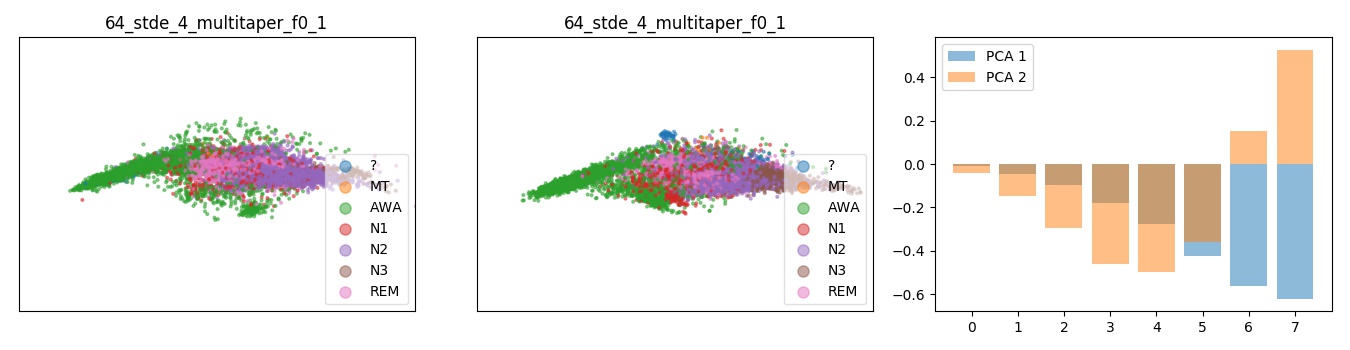 64_stde_4_multitaper_f0_1
?
MT
AWA
N1
N2
N3
REM
64_stde_4_multitaper_f0_1
?
MT
AWA
N1
N2
N3
REM
PCA 1
PCA 2
0.4
0.2
0.0
−0.2
−0.4
−0.6
0 1 2 3 4 5 6 7